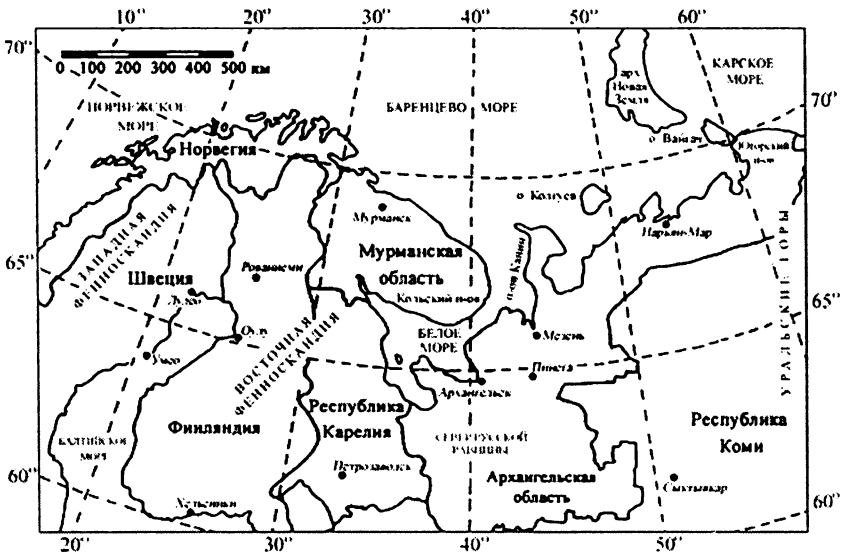 10° 20° 30° 40° 50° 60°
70°
0 100 200 300 400 500 км
КАРСКОЕ
МОРЕ
арх.
Новая
Земля
НОРВЕЖСКОЕ
МОРЕ
БАРЕНЦЕВО МОРЕ
70°
о Вайгач
Югорский
п-ов
Норвегия
о Колгуев
Мурманск
Нарьян-Мар
ЗАПАДНАЯ
ФЕННОСКАНДИЯ
65°
Мурманская
область
п-ов Канин
Рованиеми
Швеция
Кольский п-ов
УРАЛЬСКИЕ ГОРЫ
65°
Лулео
Оулу
ВОСТОЧНАЯ
ФЕННОСКАНДИЯ
БЕЛОЕ
МОРЕ
Мезень
Умео
Пинега
Архангельск
Республика
Карелия
Финляндия
Республика
Коми
БАЛТИЙСКОЕ
МОРЕ
РАВНИНЫ
60°
Петрозаводск
Архангельская
область
Сыктывкар
60°
Хельсинки
20° 30° 40° 50°